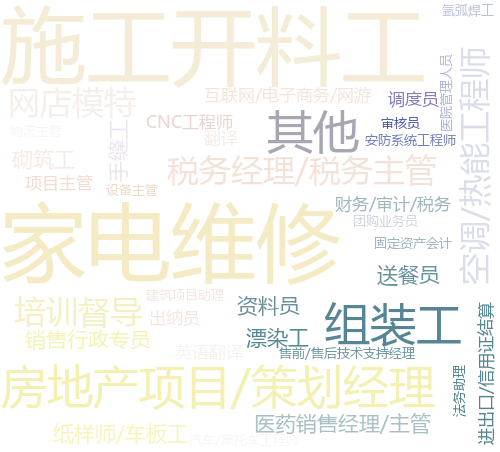 施工开料工
氩弧焊工
网店模特
互联网/电子商务/网游
调度员
医院管理人员
空调/热能工程师
物流主管
手缝工
CNC工程师
翻译
其他
审核员
安防系统工程师
砌筑工
税务经理/税务主管
项目主管
设备主管
家电维修
财务/审计/税务
团购业务员
固定资产会计
送餐员
建筑项目助理
培训督导
出纳员
资料员
组装工
销售行政专员
漂染工
英语翻译
售前/售后技术支持经理
房地产项目/策划经理
法务助理
进出口/信用证结算
纸样师/车板工
医药销售经理/主管
汽车/摩托车工程师